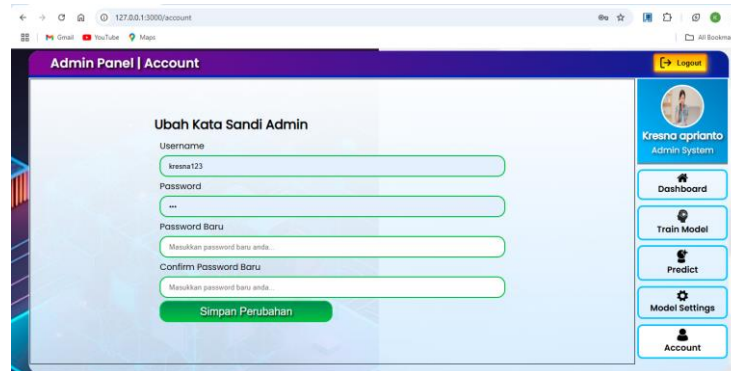 127.0.0.1:3000/account
Gmail YouTube Maps All Bookma
Admin Panel | Account
Logout
Ubah Kata Sandi Admin
Username
kresna123
Password
•••
Password Baru
Masukkan password baru anda...
Confirm Password Baru
Masukkan password baru anda...
Simpan Perubahan
Kresna aprianto
Admin System
Dashboard
Train Model
Predict
Model Settings
Account